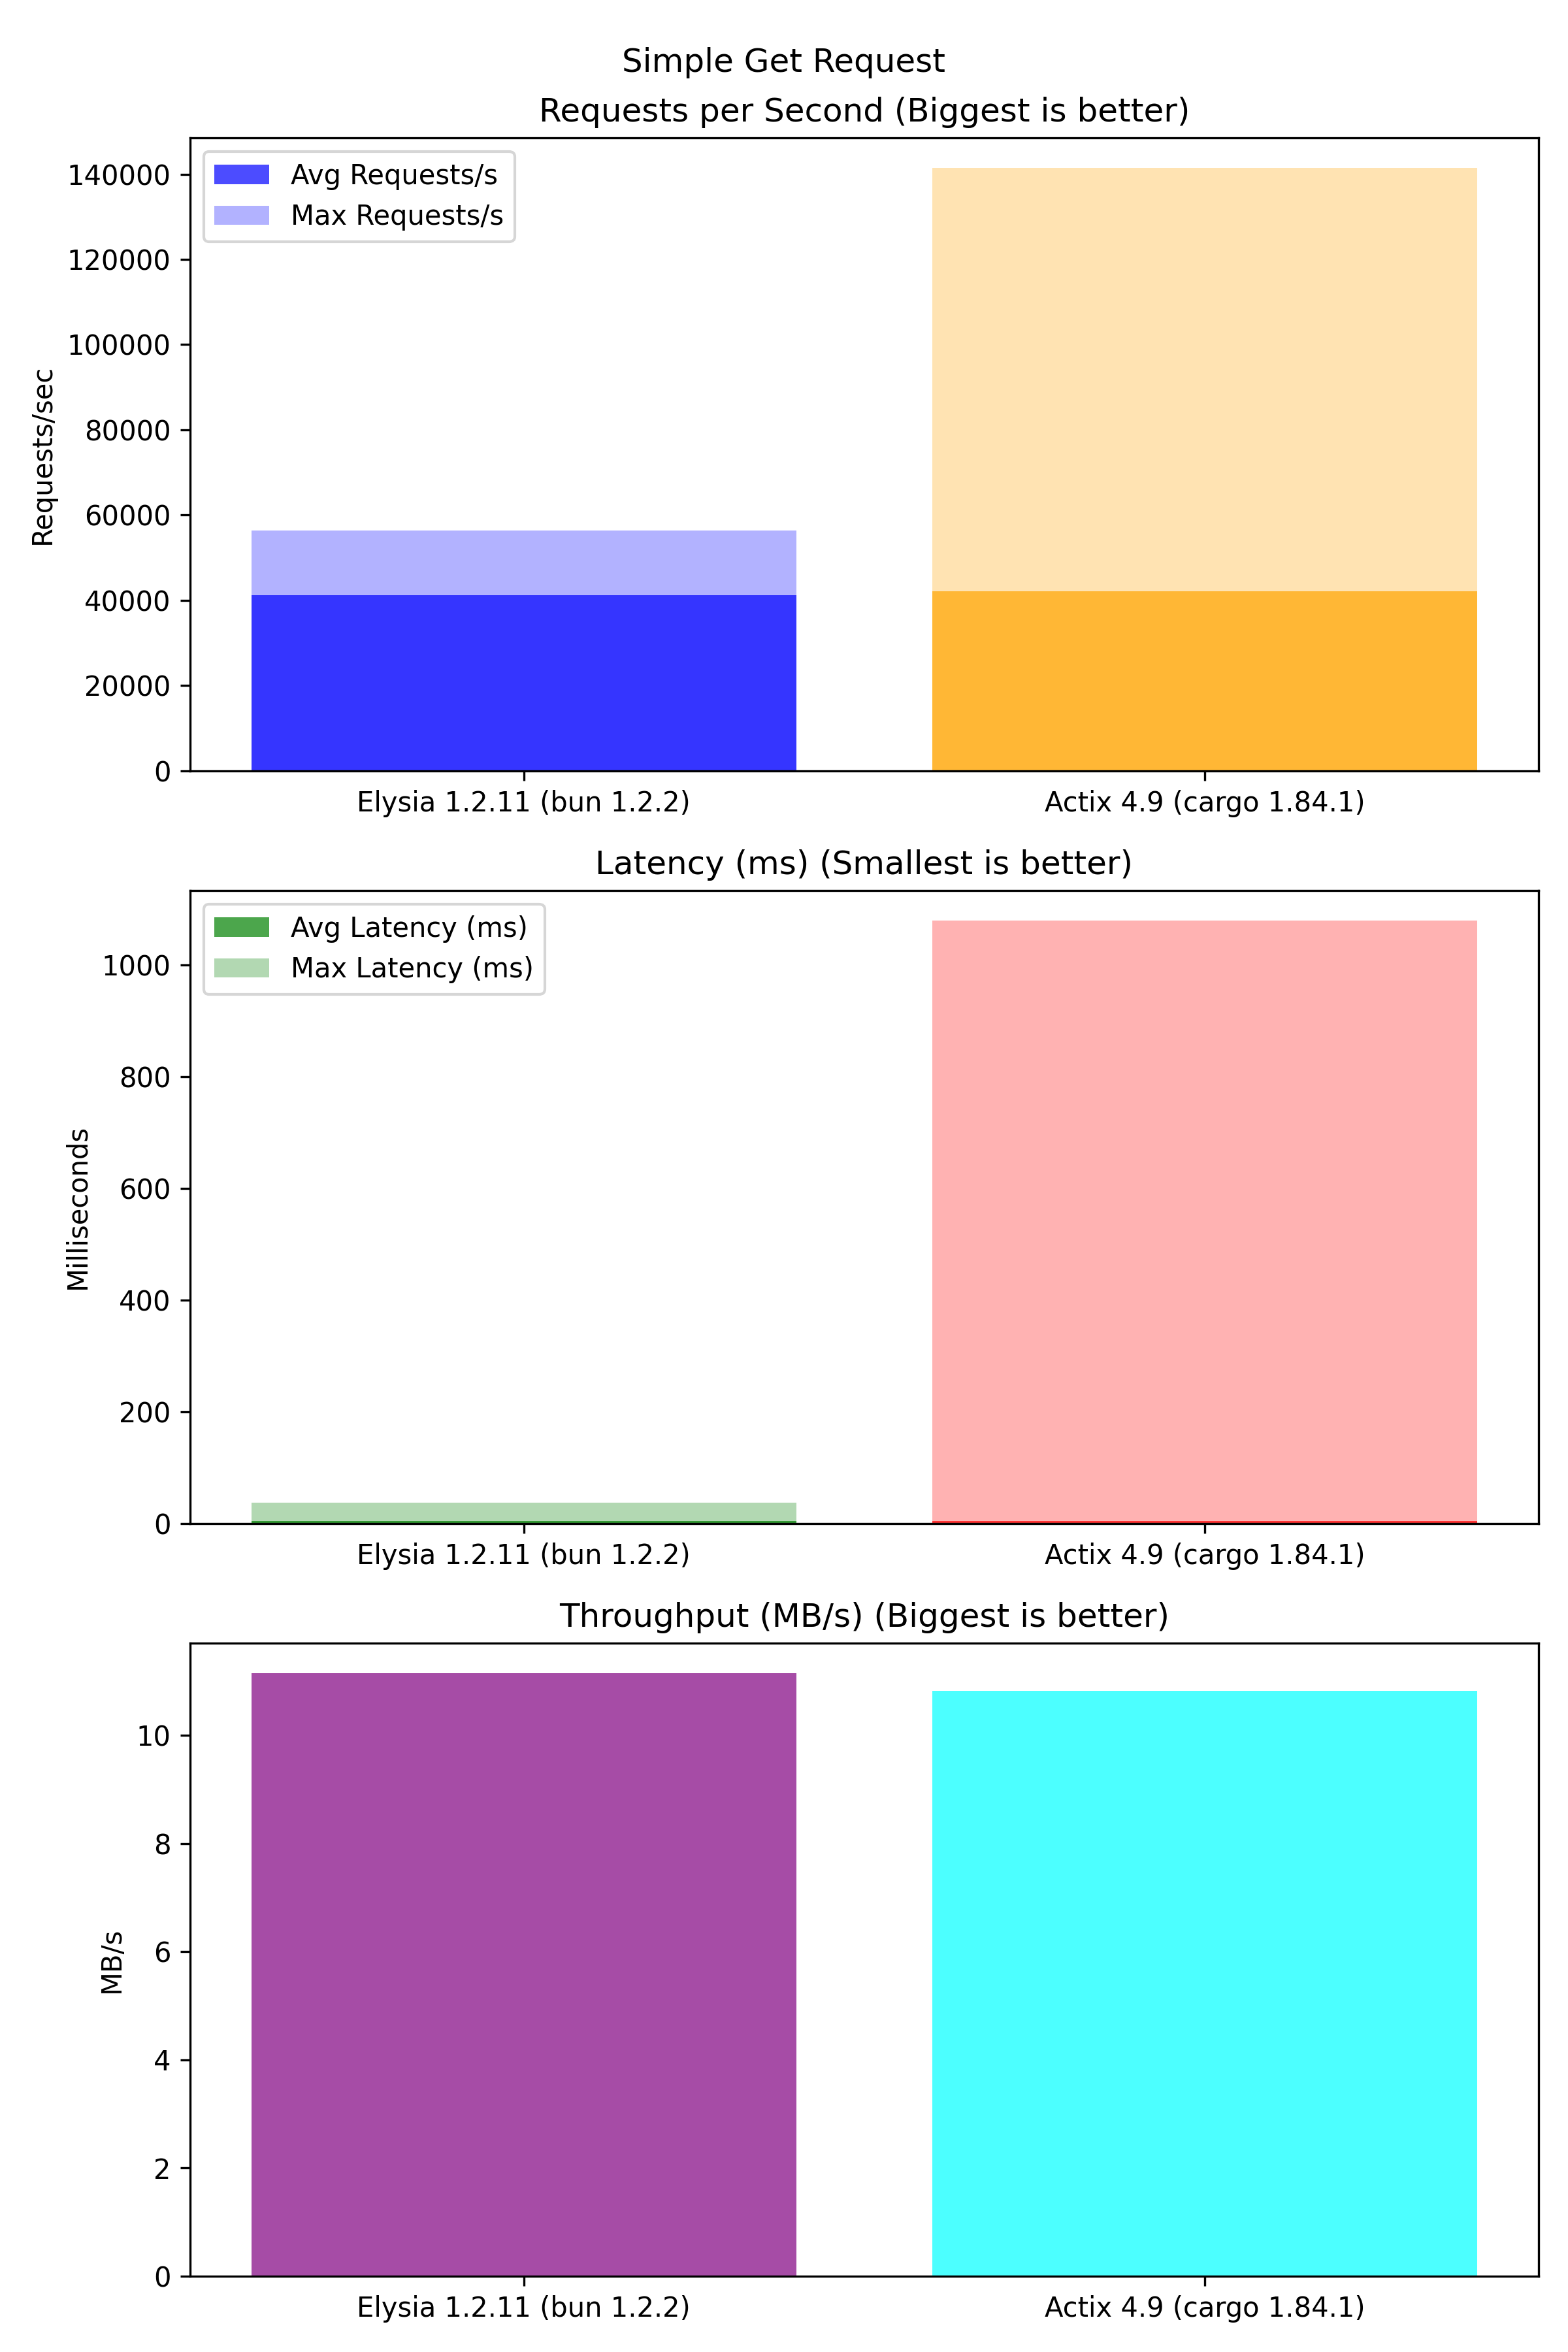 Simple Get Request
Requests per Second (Biggest is better)
Avg Requests/s
Max Requests/s
140000
120000
100000
80000
60000
40000
20000
0
Requests/sec
Elysia 1.2.11 (bun 1.2.2)
Actix 4.9 (cargo 1.84.1)
Latency (ms) (Smallest is better)
Avg Latency (ms)
Max Latency (ms)
1000
800
600
400
200
0
Milliseconds
Elysia 1.2.11 (bun 1.2.2)
Actix 4.9 (cargo 1.84.1)
Throughput (MB/s) (Biggest is better)
10
8
6
4
2
0
MB/s
Elysia 1.2.11 (bun 1.2.2)
Actix 4.9 (cargo 1.84.1)